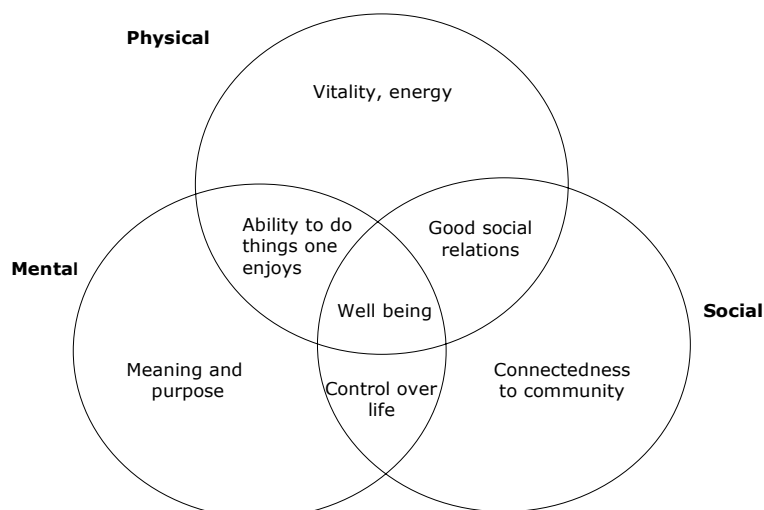 Physical
Vitality, energy
Ability to do
things one
enjoys
Good social
relations
Mental
Well being
Social
Meaning and
purpose
Control over
life
Connectedness
to community